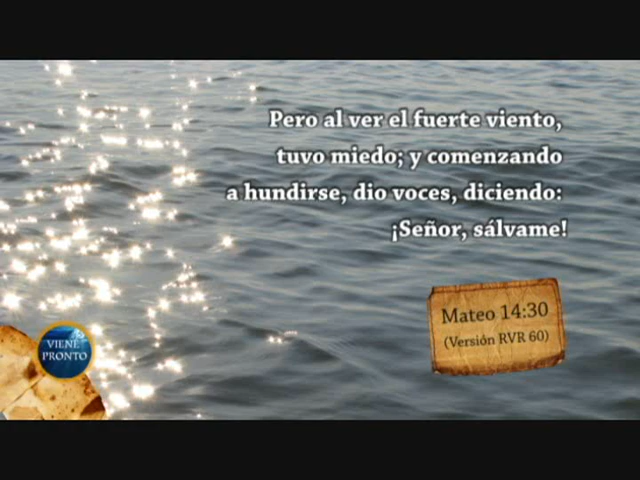 Pero al ver el fuerte viento,
tuvo miedo; y comenzando
a hundirse, dio voces, diciendo:
¡Señor, sálvame!
Mateo 14:30
(Versión RVR 60)
VIENE
PRONTO